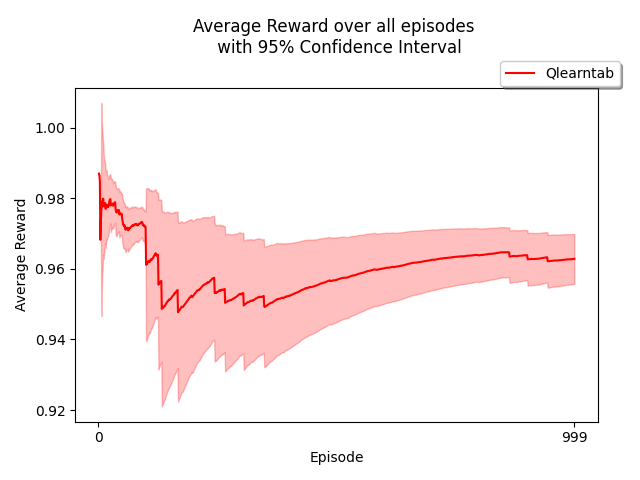 Average Reward over all episodes
with 95% Confidence Interval
Qlearntab
1.00
0.98
0.96
0.94
0.92
Average Reward
0
999
Episode